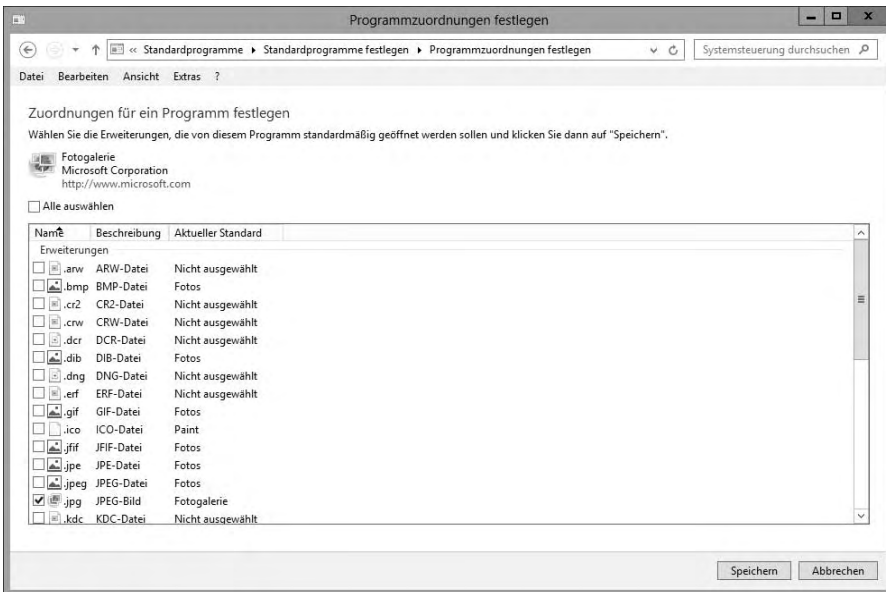 Programmzuordnungen festlegen
« Standardprogramme ▸ Standardprogramme festlegen ▸ Programmzuordnungen festlegen
Systemsteuerung durchsuchen
Datei Bearbeiten Ansicht Extras ?
Zuordnungen für ein Programm festlegen
Wählen Sie die Erweiterungen, die von diesem Programm standardmäßig geöffnet werden sollen und klicken Sie dann auf "Speichern".
Fotogalerie
Microsoft Corporation
http://www.microsoft.com
Alle auswählen
Name Beschreibung Aktueller Standard
Erweiterungen
.arw ARW-Datei Nicht ausgewählt
.bmp BMP-Datei Fotos
.cr2 CR2-Datei Nicht ausgewählt
.crw CRW-Datei Nicht ausgewählt
.dcr DCR-Datei Nicht ausgewählt
.dib DIB-Datei Fotos
.dng DNG-Datei Nicht ausgewählt
.erf ERF-Datei Nicht ausgewählt
.gif GIF-Datei Fotos
.ico ICO-Datei Paint
.jfif JFIF-Datei Fotos
.jpe JPE-Datei Fotos
.jpeg JPEG-Datei Fotos
.jpg JPEG-Bild Fotogalerie
.kdc KDC-Datei Nicht ausgewählt
Speichern Abbrechen